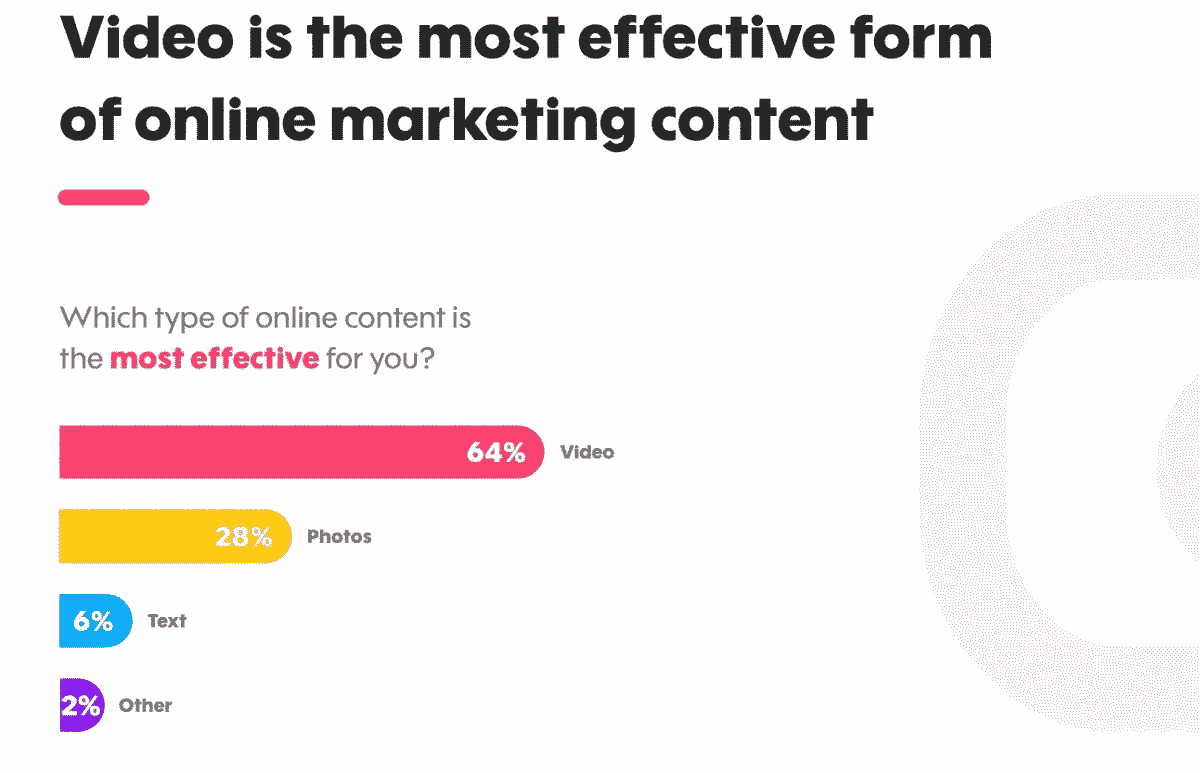 Video is the most effective form
of online marketing content
Which type of online content is
the most effective for you?
64% Video
28% Photos
6% Text
2% Other